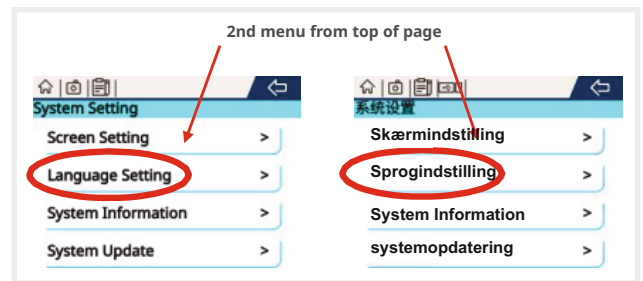 2nd menu from top of page
System Setting
Screen Setting >
Language Setting >
System Information >
System Update >
系统设置
Skærmindstilling >
Sprogindstilling >
System Information >
systemopdatering >